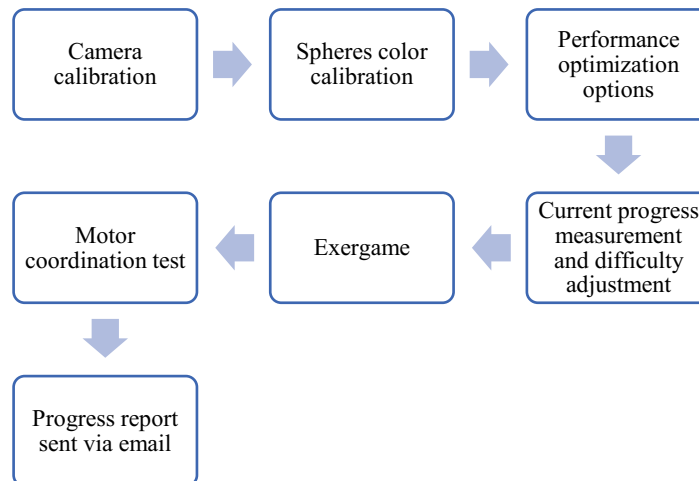 Camera
calibration
Spheres color
calibration
Performance
optimization
options
Current progress
measurement
and difficulty
adjustment
Exergame
Motor
coordination test
Progress report
sent via email